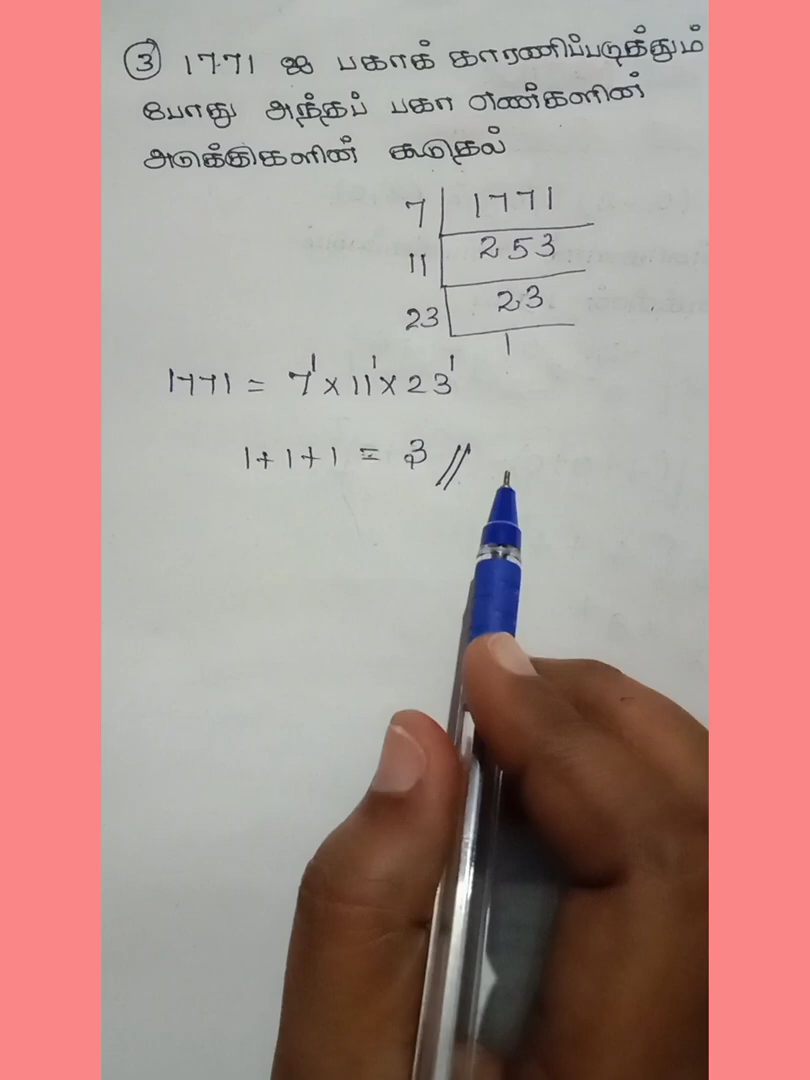 ③ 1771 ஐ பகாக் காரணிப்படுத்தும்
போது அந்தப் பகா எண்களின்
அடுக்குகளின் கூடுதல்
7 | 1771
11 | 253
23 | 23
1
1771 = 7¹ × 11¹ × 23¹
1 + 1 + 1 = 3 //